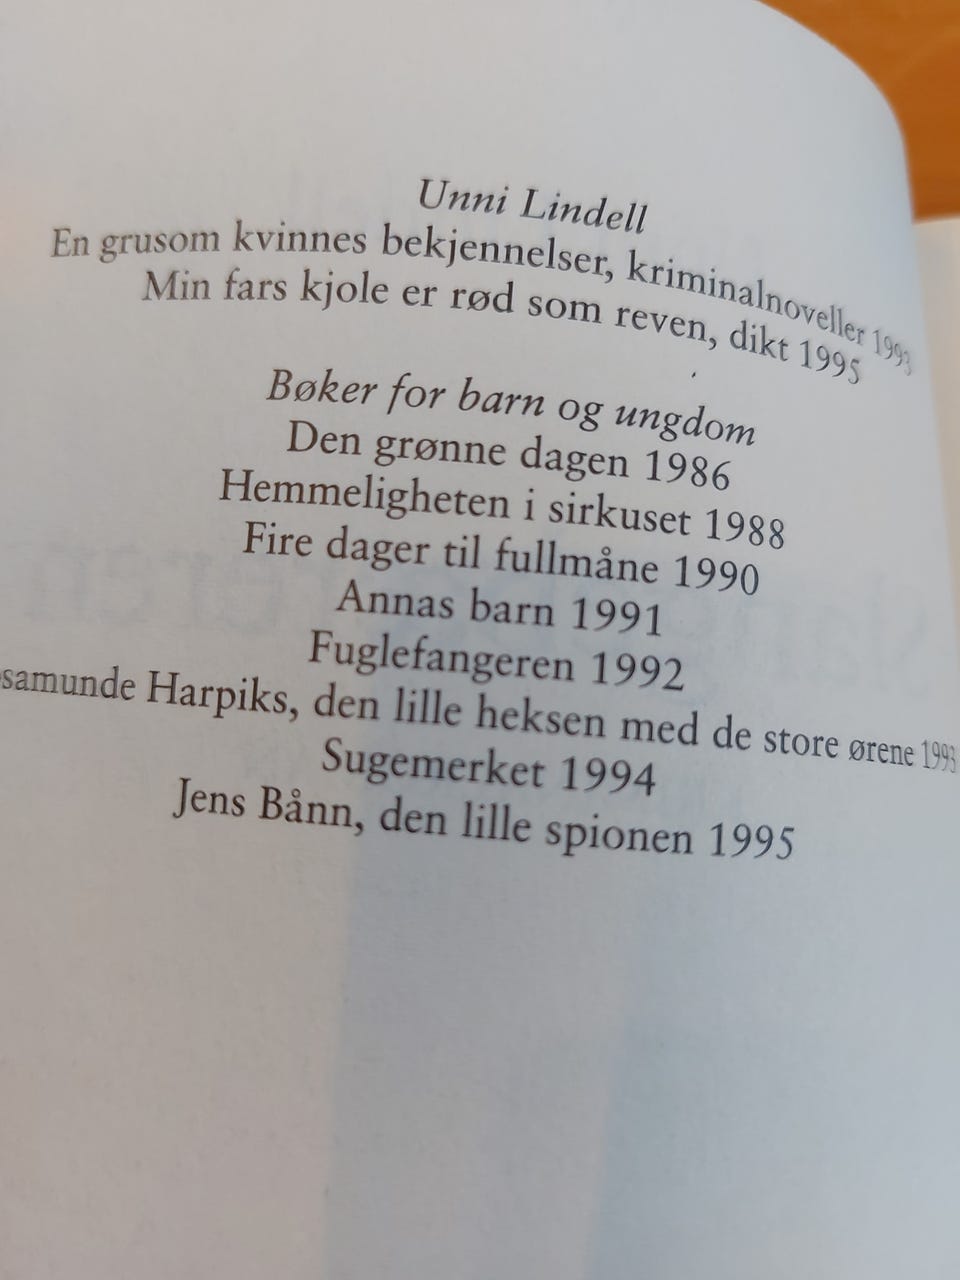 Unni Lindell
En grusom kvinnes bekjennelser, kriminalnoveller 1993
Min fars kjole er rød som reven, dikt 1995
Bøker for barn og ungdom
Den grønne dagen 1986
Hemmeligheten i sirkuset 1988
Fire dager til fullmåne 1990
Annas barn 1991
Fuglefangeren 1992
samunde Harpiks, den lille heksen med de store ørene 1993
Sugemerket 1994
Jens Bånn, den lille spionen 1995